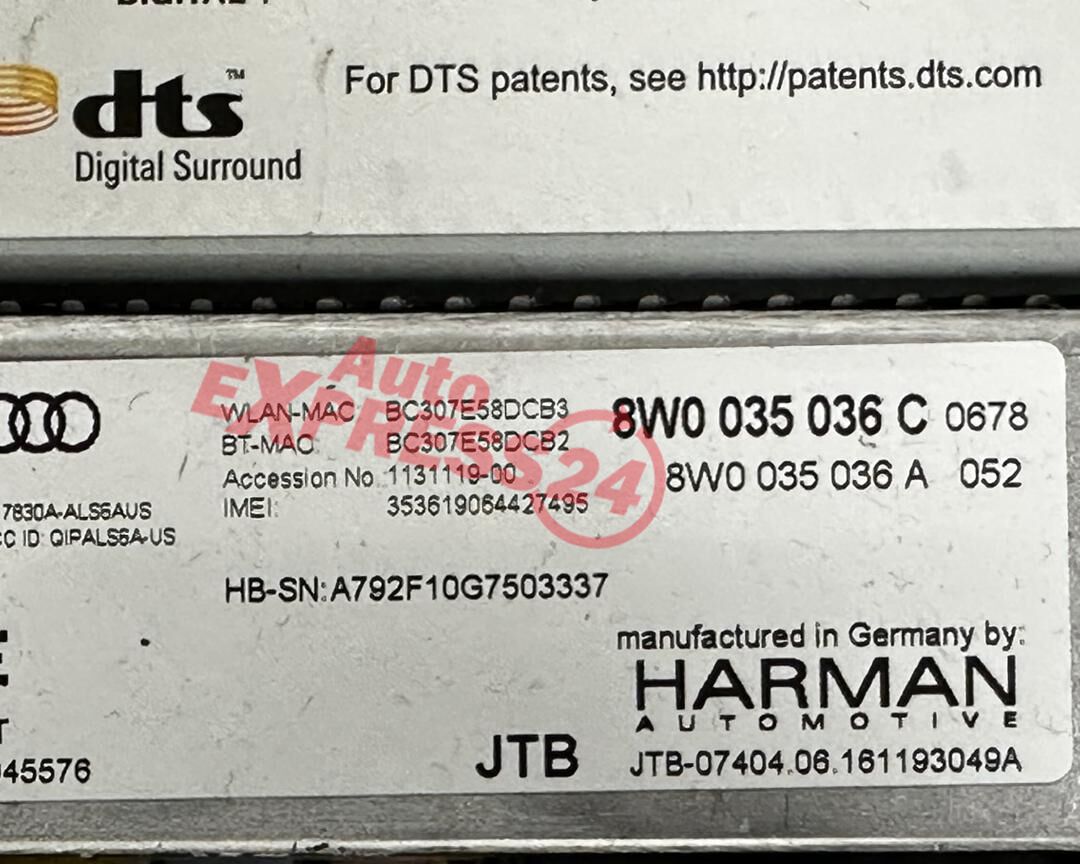 dts™
Digital Surround
For DTS patents, see http://patents.dts.com
Auto
EXPRESS24
WLAN-MAC: BC307E58DCB3
BT-MAC: BC307E58DCB2
Accession No. 1131119-00
IMEI: 353619064427495
8W0 035 036 C 0678
8W0 035 036 A 052
7830A-ALS6AUS
CC ID: QIPALS6A-US
HB-SN:A792F10G7503337
manufactured in Germany by:
HARMAN
AUTOMOTIVE
JTB
JTB-07404.06.161193049A
45576